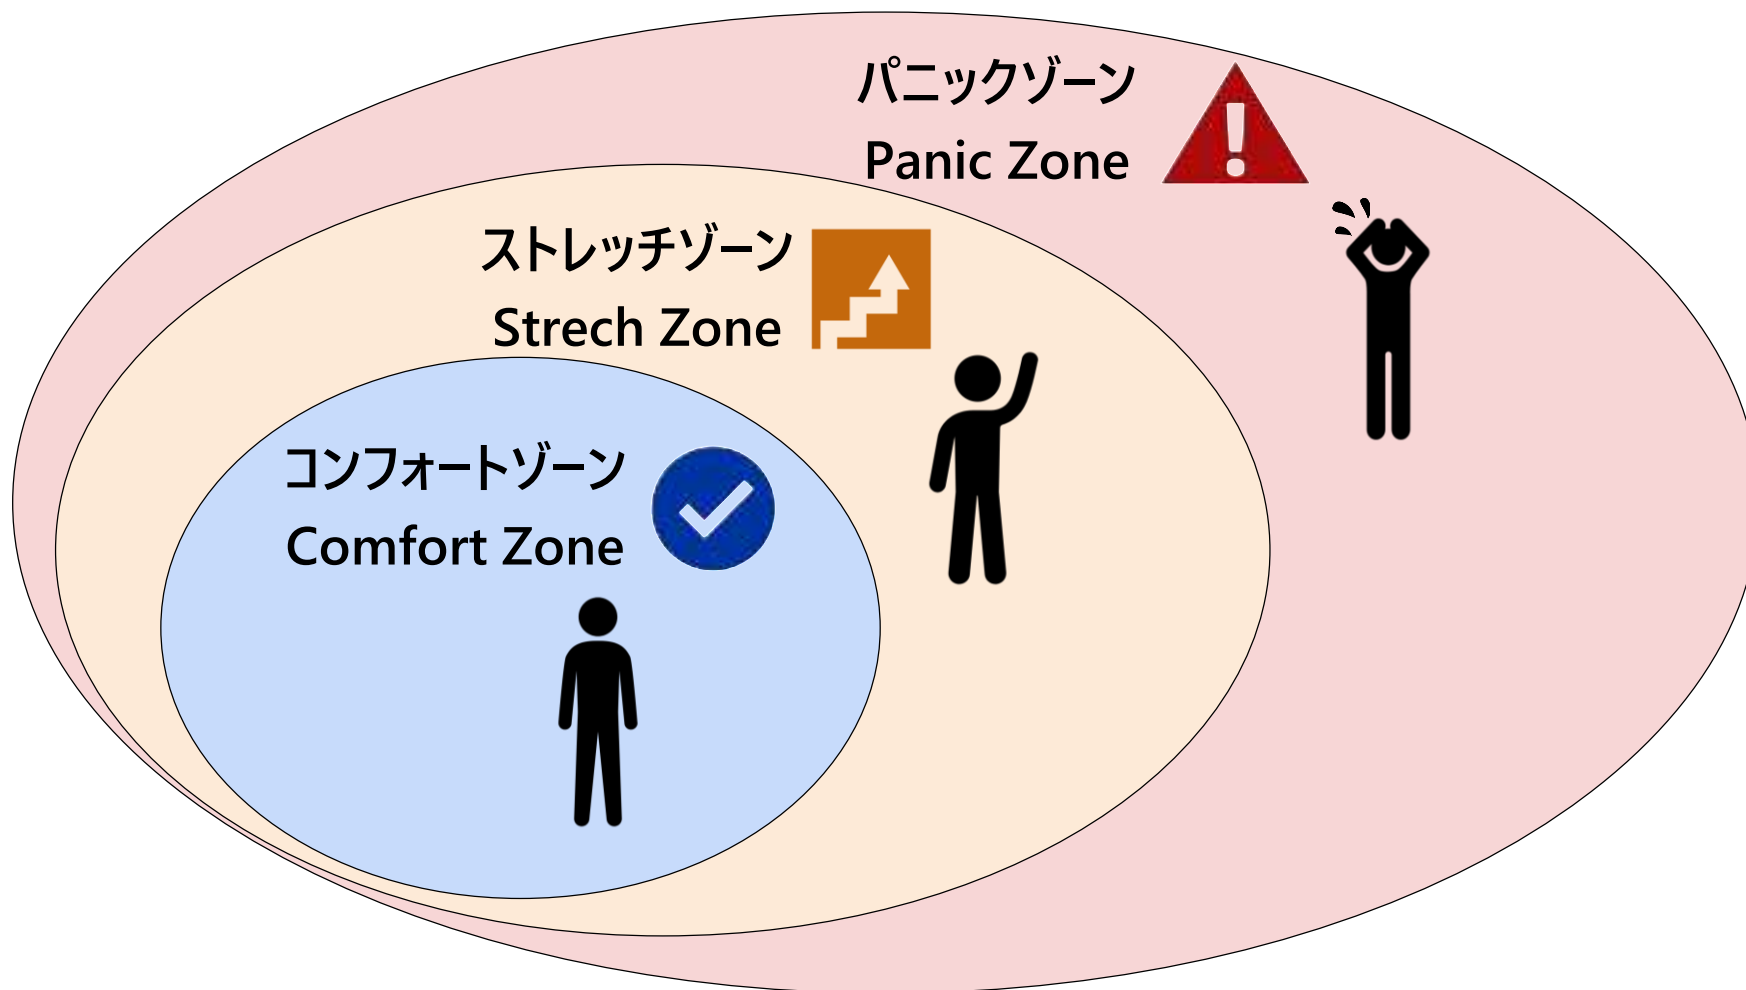 パニックゾーン
Panic Zone
ストレッチゾーン
Strech Zone
コンフォートゾーン
Comfort Zone